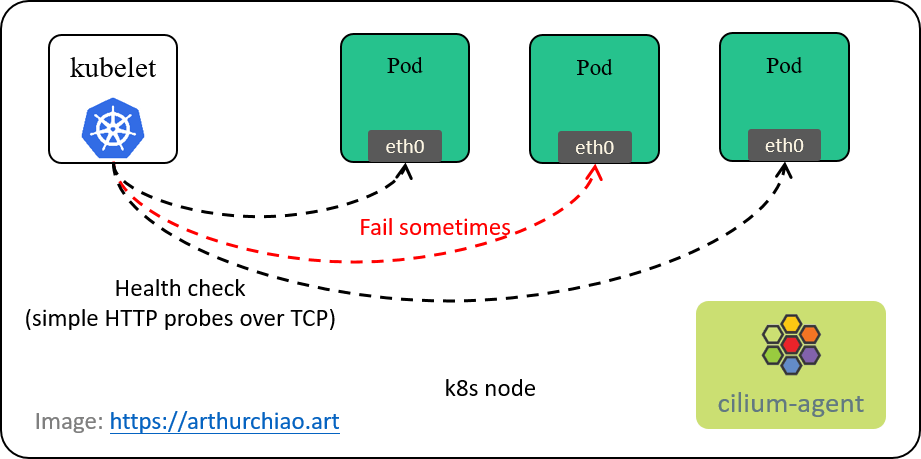 kubelet
Pod
Pod
Pod
eth0
eth0
eth0
Fail sometimes
Health check
(simple HTTP probes over TCP)
k8s node
cilium-agent
Image: https://arthurchiao.art